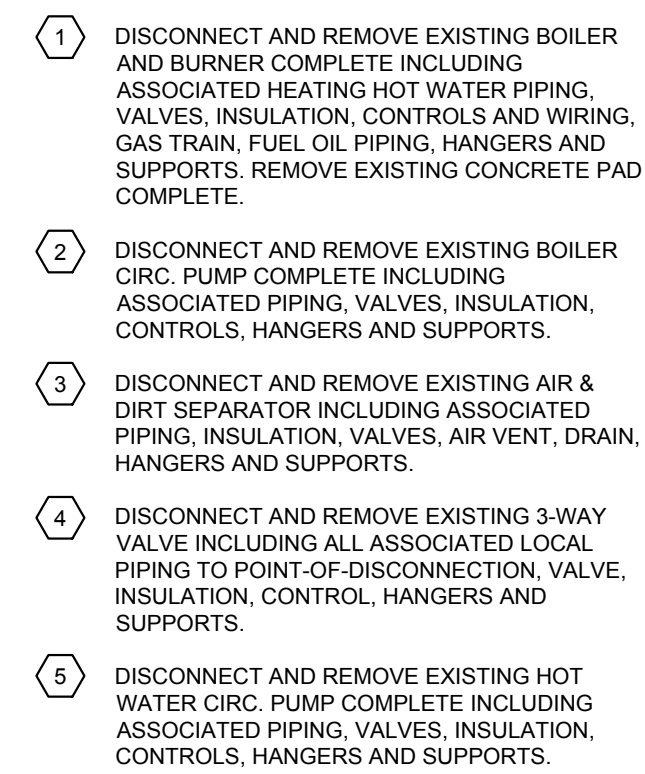 1 DISCONNECT AND REMOVE EXISTING BOILER
AND BURNER COMPLETE INCLUDING
ASSOCIATED HEATING HOT WATER PIPING,
VALVES, INSULATION, CONTROLS AND WIRING,
GAS TRAIN, FUEL OIL PIPING, HANGERS AND
SUPPORTS. REMOVE EXISTING CONCRETE PAD
COMPLETE.
2 DISCONNECT AND REMOVE EXISTING BOILER
CIRC. PUMP COMPLETE INCLUDING
ASSOCIATED PIPING, VALVES, INSULATION,
CONTROLS, HANGERS AND SUPPORTS.
3 DISCONNECT AND REMOVE EXISTING AIR &
DIRT SEPARATOR INCLUDING ASSOCIATED
PIPING, INSULATION, VALVES, AIR VENT, DRAIN,
HANGERS AND SUPPORTS.
4 DISCONNECT AND REMOVE EXISTING 3-WAY
VALVE INCLUDING ALL ASSOCIATED LOCAL
PIPING TO POINT-OF-DISCONNECTION, VALVE,
INSULATION, CONTROL, HANGERS AND
SUPPORTS.
5 DISCONNECT AND REMOVE EXISTING HOT
WATER CIRC. PUMP COMPLETE INCLUDING
ASSOCIATED PIPING, VALVES, INSULATION,
CONTROLS, HANGERS AND SUPPORTS.